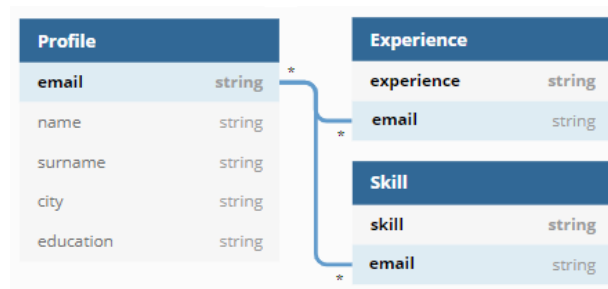 Profile
email string
name string
surname string
city string
education string
*
Experience
experience string
email string
*
Skill
skill string
email string
*